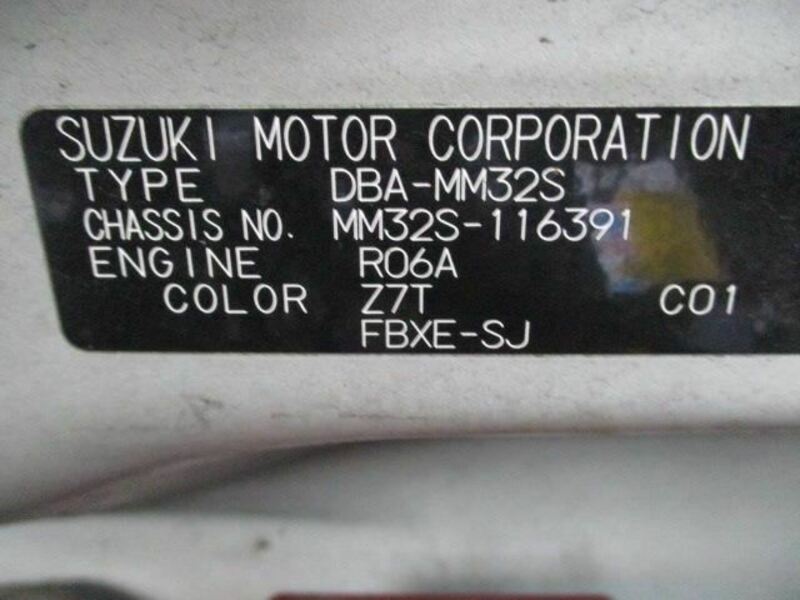 SUZUKI MOTOR CORPORATION
TYPE DBA-MM32S
CHASSIS NO. MM32S-116391
ENGINE R06A
COLOR Z7T C01
FBXE-SJ